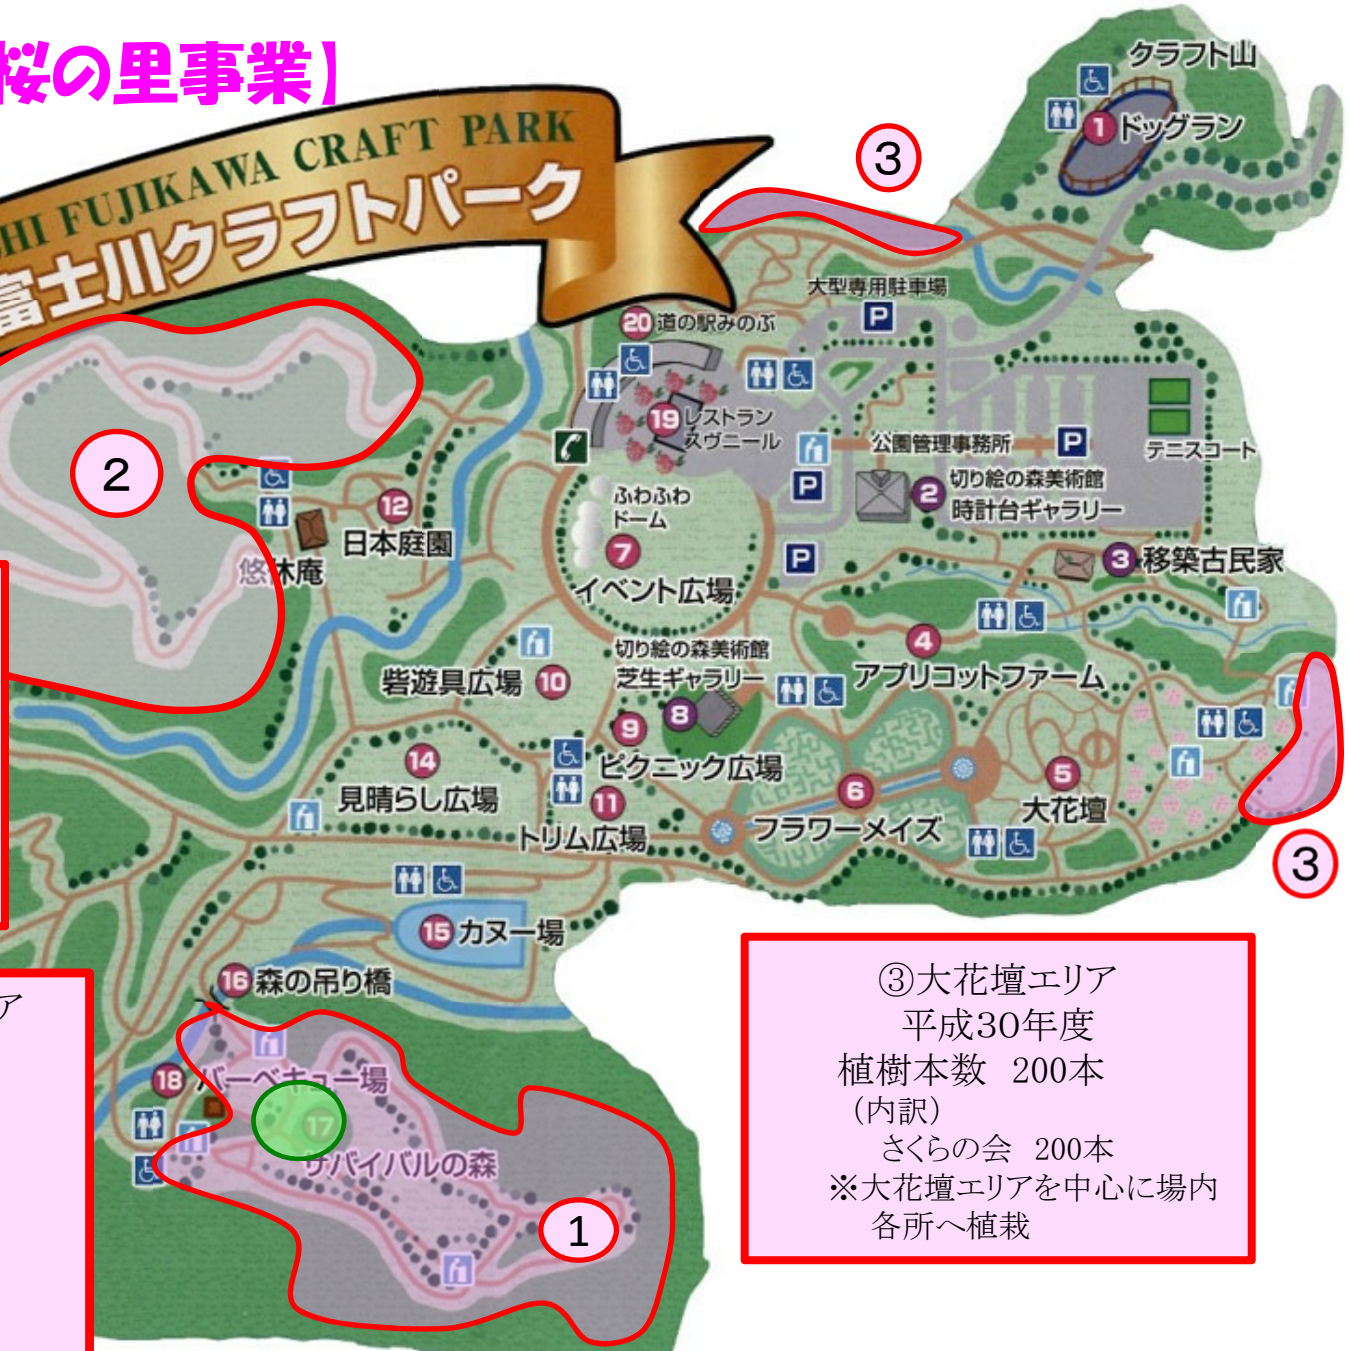 桜の里事業】
HI FUJIKAWA CRAFT PARK
富士川クラフトパーク
クラフト山
1 ドッグラン
③
大型専用駐車場
P
20 道の駅みのぶ
19 レストラン
スヴニール
公園管理事務所
P
テニスコート
P
2 切り絵の森美術館
時計台ギャラリー
②
12
日本庭園
悠休庵
ふわふわ
ドーム
7
イベント広場
P
3 移築古民家
4
アプリコットファーム
切り絵の森美術館
芝生ギャラリー
8
砦遊具広場 10
9
ピクニック広場
14
見晴らし広場
11
トリム広場
6
フラワーメイズ
5
大花壇
③
15 カヌー場
16 森の吊り橋
18 バーベキュー場
17
サバイバルの森
①
ア
③大花壇エリア
平成30年度
植樹本数 200本
（内訳）
さくらの会 200本
※大花壇エリアを中心に場内
各所へ植栽